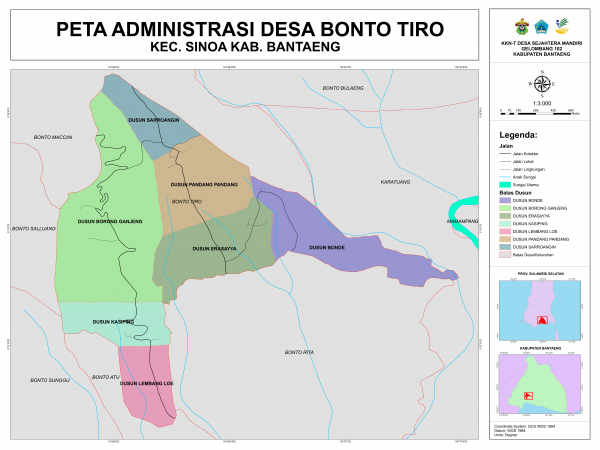 PETA ADMINISTRASI DESA BONTO TIRO
KEC. SINOA KAB. BANTAENG
BONTO BULAENG
DUSUN SARROANGIN
BONTO MACCINI
DUSUN PANDANG PANDANG
KARATUANG
BONTO TIRO
DUSUN BORONG GANJENG
MAMAMPANG
BONTO SALLUANG
DUSUN ERASAYYA
DUSUN BONDE
DUSUN KASIPING
BONTO RITA
BONTO ATU
BONTO SUNGGU
DUSUN LEMBANG LOE
KKN-T DESA SEJAHTERA MANDIRI
GELOMBANG 102
KABUPATEN BANTAENG
N
W
E
S
1:3.000
Legenda:
Jalan
Jalan Kolektor
Jalan Lokal
Jalan Lingkungan
Anak Sungai
Sungai Utama
Batas Dusun
DUSUN BONDE
DUSUN BORONG GANJENG
DUSUN ERASAYYA
DUSUN KASIPING
DUSUN LEMBANG LOE
DUSUN PANDANG PANDANG
DUSUN SARROANGIN
Batas Desa/Kelurahan
PROV. SULAWESI SELATAN
KABUPATEN BANTAENG
Coordinate System: GCS WGS 1984
Datum: WGS 1984
Units: Degree